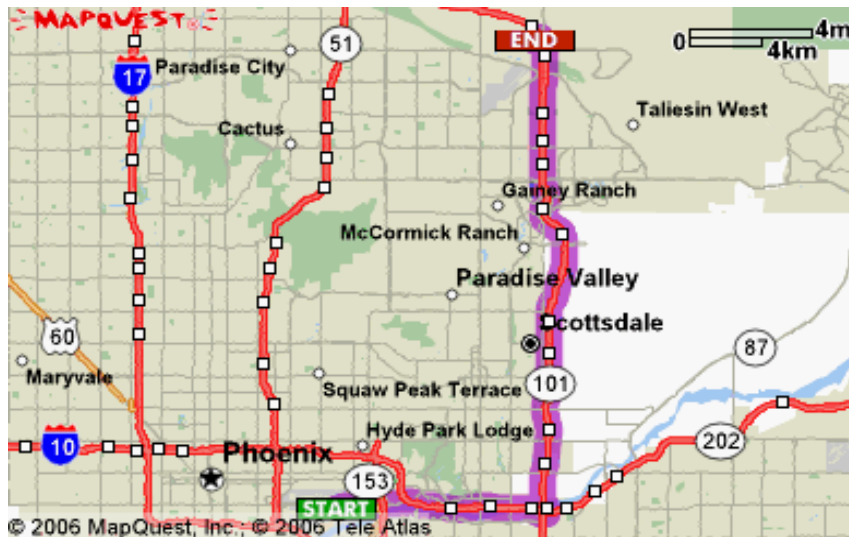 MAPQUEST
END
4m
4km
51
17
Paradise City
Taliesin West
Cactus
Gainey Ranch
McCormick Ranch
Paradise Valley
60
Scottsdale
87
Maryvale
Squaw Peak Terrace
101
Hyde Park Lodge
202
10
Phoenix
153
START
© 2006 MapQuest, Inc.; © 2006 Tele Atlas
0